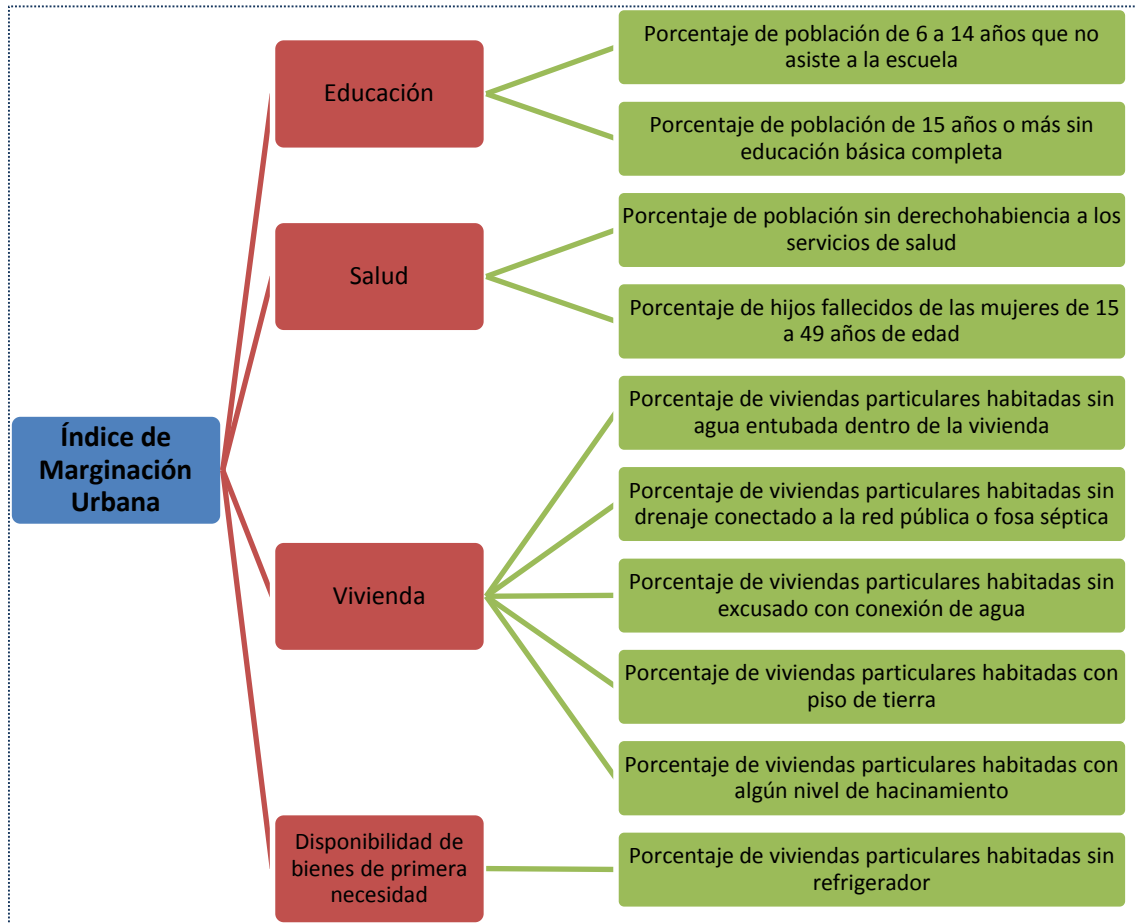 Índice de
Marginación
Urbana
Educación
Porcentaje de población de 6 a 14 años que no
asiste a la escuela
Porcentaje de población de 15 años o más sin
educación básica completa
Salud
Porcentaje de población sin derechohabiencia a los
servicios de salud
Porcentaje de hijos fallecidos de las mujeres de 15
a 49 años de edad
Vivienda
Porcentaje de viviendas particulares habitadas sin
agua entubada dentro de la vivienda
Porcentaje de viviendas particulares habitadas sin
drenaje conectado a la red pública o fosa séptica
Porcentaje de viviendas particulares habitadas sin
excusado con conexión de agua
Porcentaje de viviendas particulares habitadas con
piso de tierra
Porcentaje de viviendas particulares habitadas con
algún nivel de hacinamiento
Disponibilidad de
bienes de primera
necesidad
Porcentaje de viviendas particulares habitadas sin
refrigerador